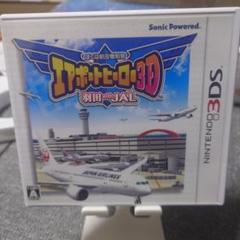 Sonic Powered.
ぼくは航空管制官
エアポートヒーロー3D
羽田 with JAL
NINTENDO 3DS
JAPAN AIRLINES
A